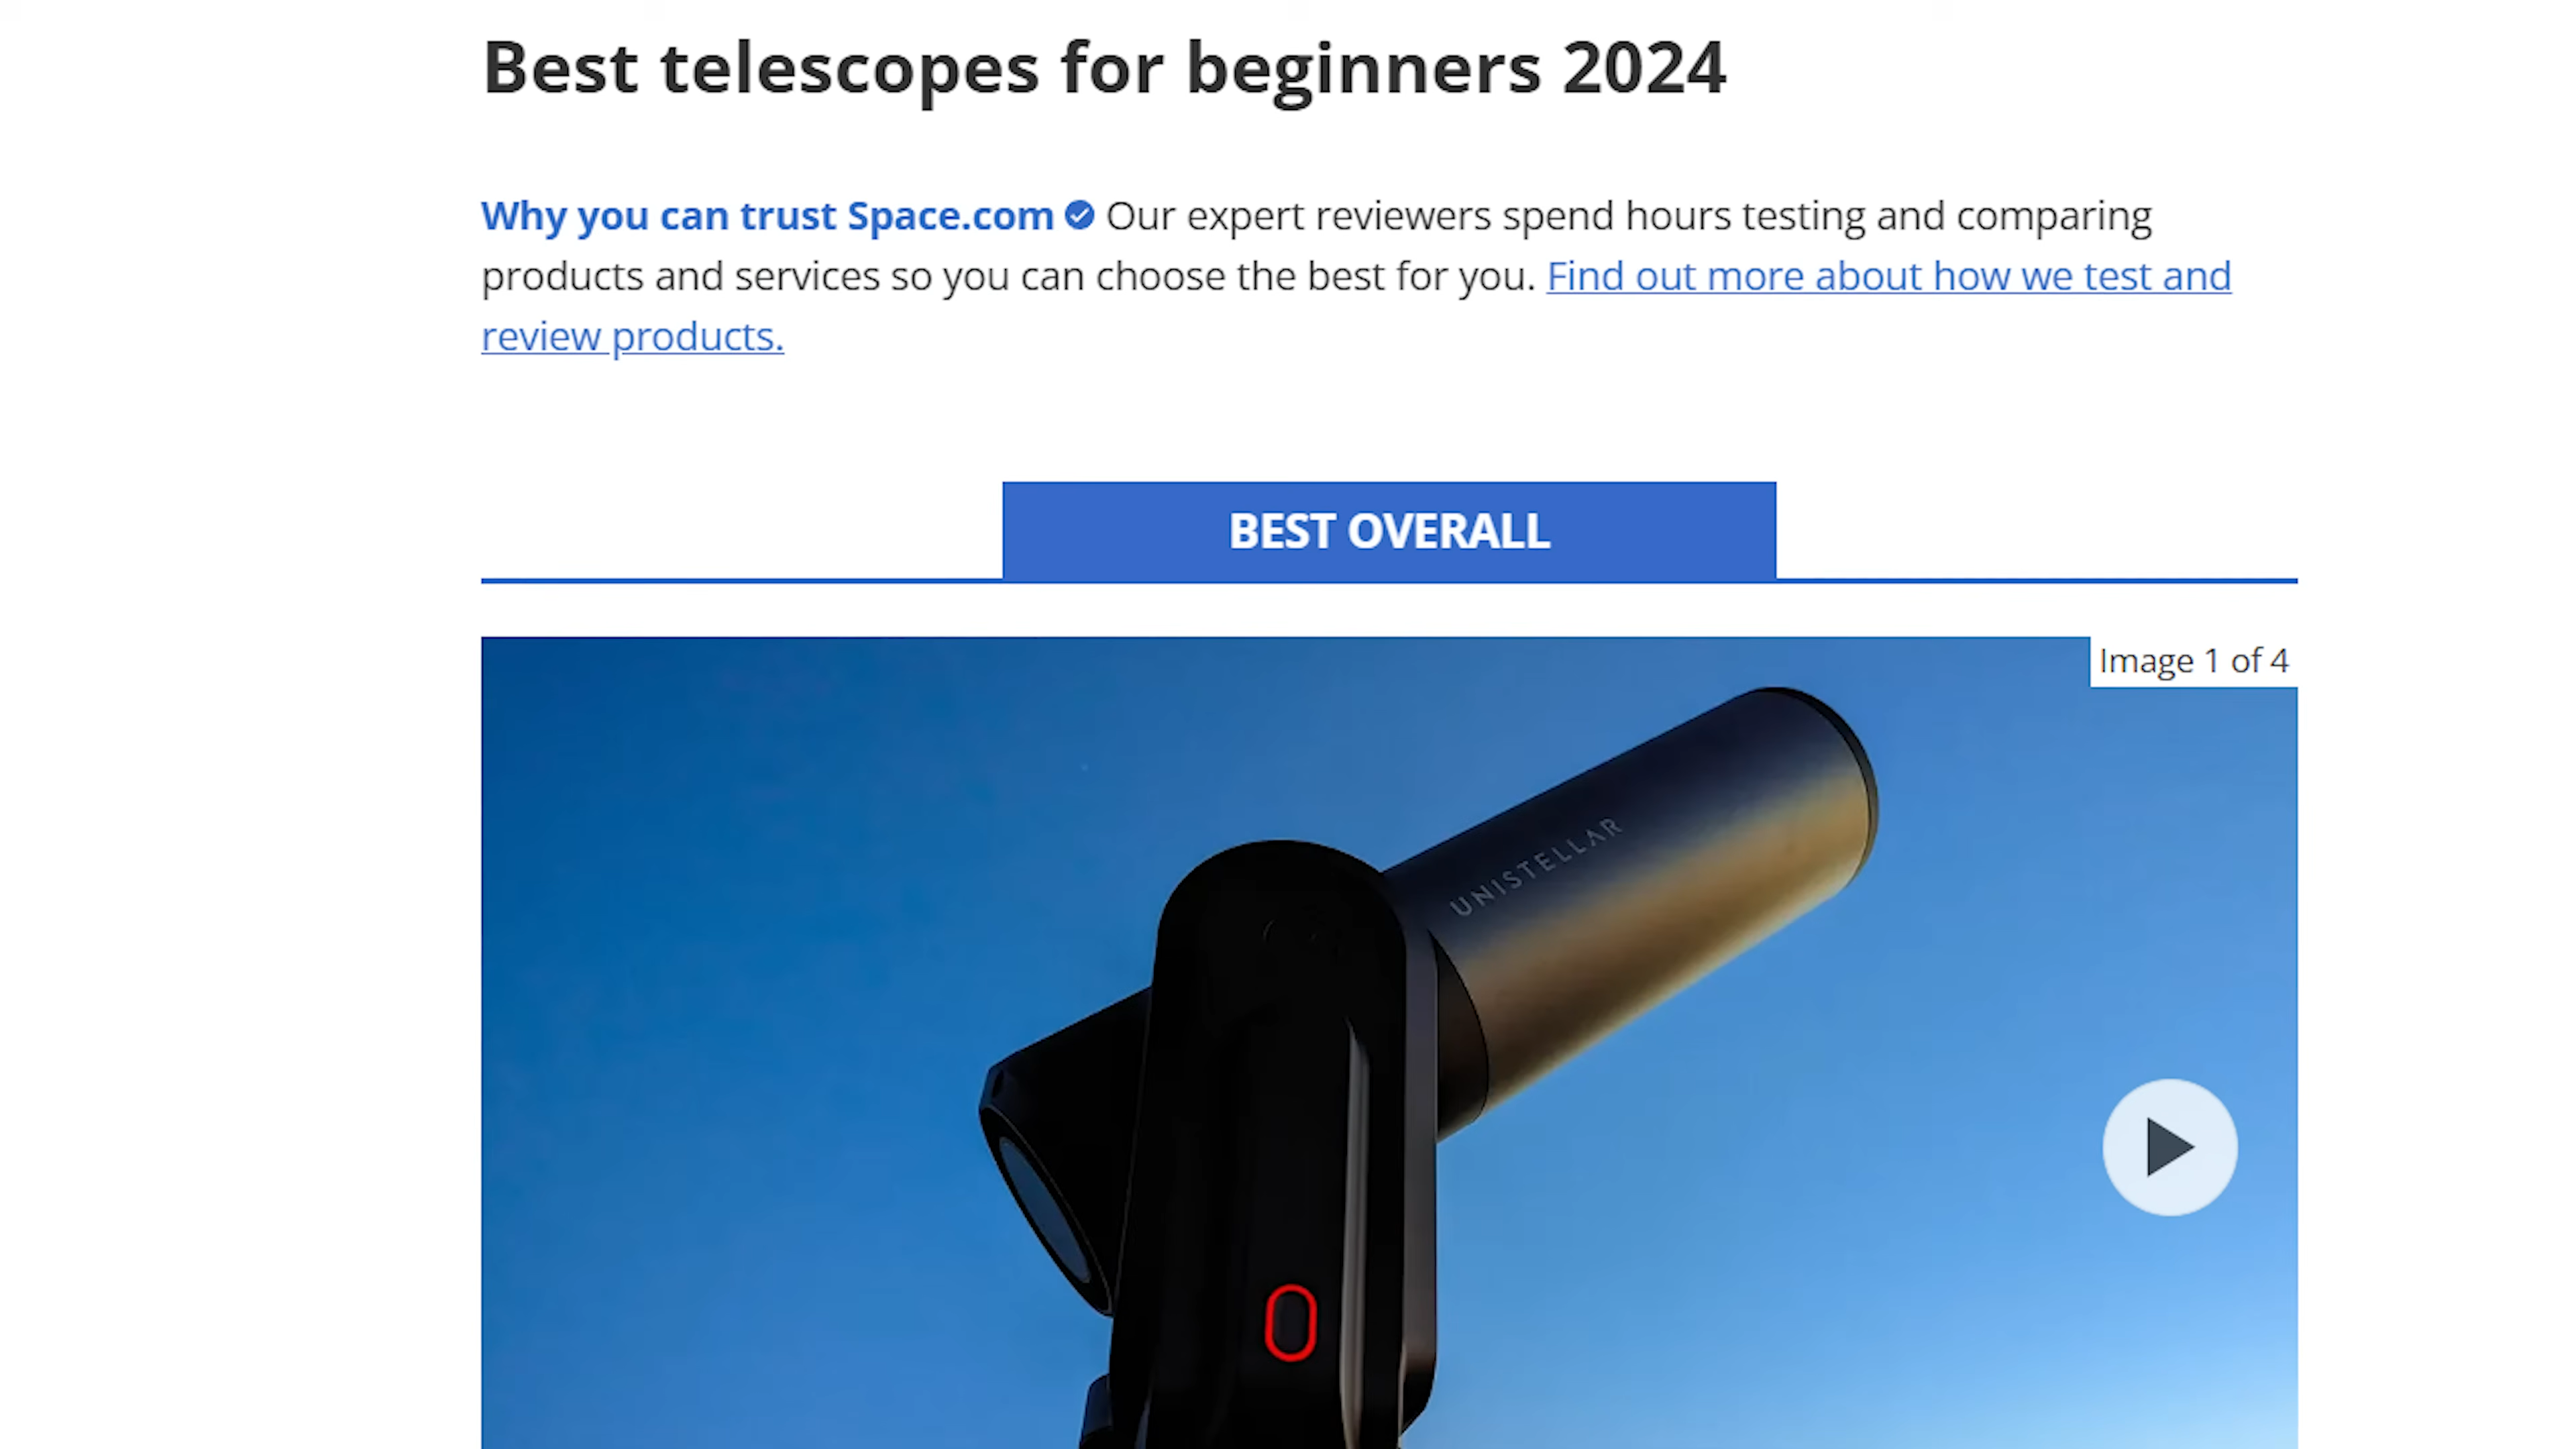 Best telescopes for beginners 2024
Why you can trust Space.com Our expert reviewers spend hours testing and comparing
products and services so you can choose the best for you. Find out more about how we test and
review products.
BEST OVERALL
Image 1 of 4
UNISTELLAR